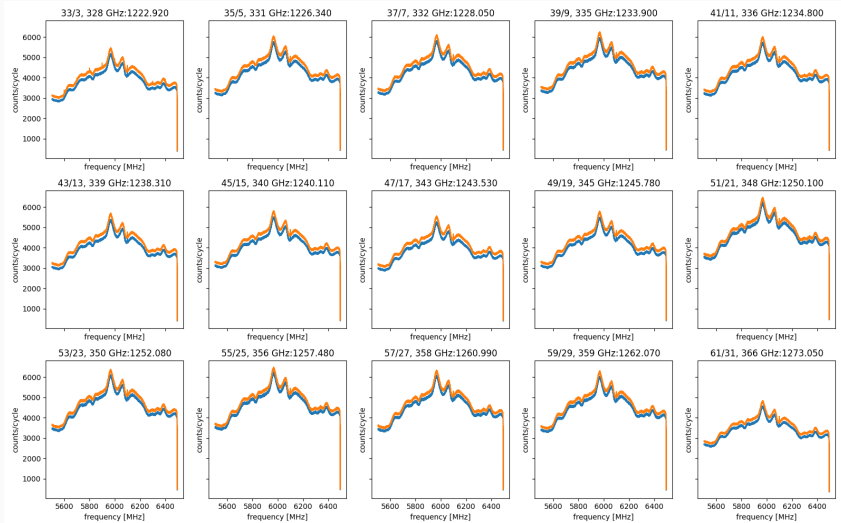 33/3, 328 GHz:1222.920 35/5, 331 GHz:1226.340 37/7, 332 GHz:1228.050 39/9, 335 GHz:1233.900 41/11, 336 GHz:1234.800
6000
5000
4000
3000
2000
1000
counts/cycle counts/cycle counts/cycle counts/cycle counts/cycle
frequency [MHz] frequency [MHz] frequency [MHz] frequency [MHz] frequency [MHz]
43/13, 339 GHz:1238.310 45/15, 340 GHz:1240.110 47/17, 343 GHz:1243.530 49/19, 345 GHz:1245.780 51/21, 348 GHz:1250.100
6000
5000
4000
3000
2000
1000
counts/cycle counts/cycle counts/cycle counts/cycle counts/cycle
frequency [MHz] frequency [MHz] frequency [MHz] frequency [MHz] frequency [MHz]
53/23, 350 GHz:1252.080 55/25, 356 GHz:1257.480 57/27, 358 GHz:1260.990 59/29, 359 GHz:1262.070 61/31, 366 GHz:1273.050
6000
5000
4000
3000
2000
1000
counts/cycle counts/cycle counts/cycle counts/cycle counts/cycle
5600 5800 6000 6200 6400 5600 5800 6000 6200 6400 5600 5800 6000 6200 6400 5600 5800 6000 6200 6400 5600 5800 6000 6200 6400
frequency [MHz] frequency [MHz] frequency [MHz] frequency [MHz] frequency [MHz]